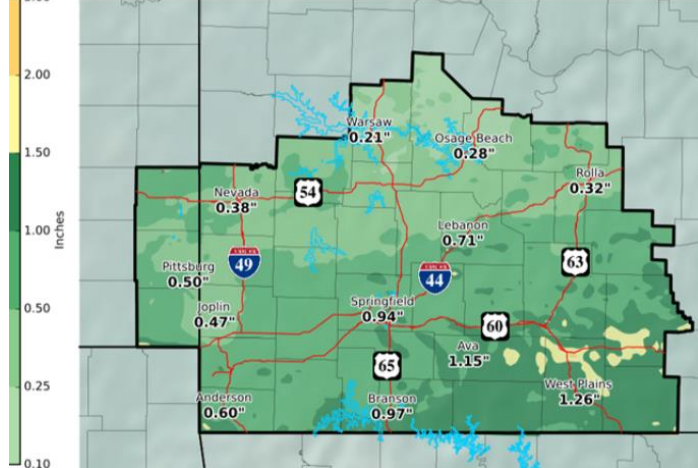 2.00
1.50
1.00
0.50
0.25
0.10
Inches
Warsaw
0.21"
Osage Beach
0.28"
Rolla
0.32"
Nevada
0.38"
54
Lebanon
0.71"
63
Pittsburg
0.50"
49
44
Joplin
0.47"
Springfield
0.94"
60
Ava
1.15"
65
West Plains
1.26"
Anderson
0.60"
Branson
0.97"